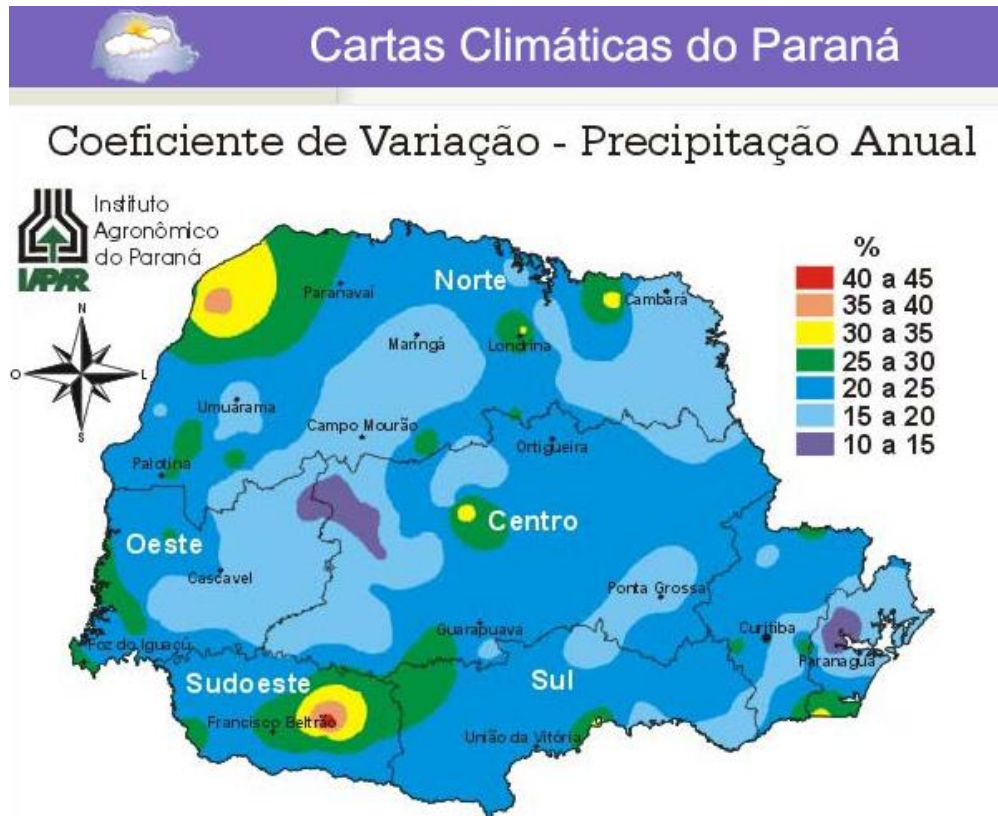 Cartas Climáticas do Paraná
Coeficiente de Variação - Precipitação Anual
Instituto
Agronômico
do Paraná
IAPAR
N
O
L
S
%
40 a 45
35 a 40
30 a 35
25 a 30
20 a 25
15 a 20
10 a 15
Norte
Paranavaí
Cambará
Maringá
Londrina
Umuarama
Campo Mourão
Ortigueira
Palotina
Centro
Oeste
Cascavel
Ponta Grossa
Guarapuava
Curitiba
Foz do Iguaçú
Paranaguá
Sudoeste
Sul
Francisco Beltrão
União da Vitória